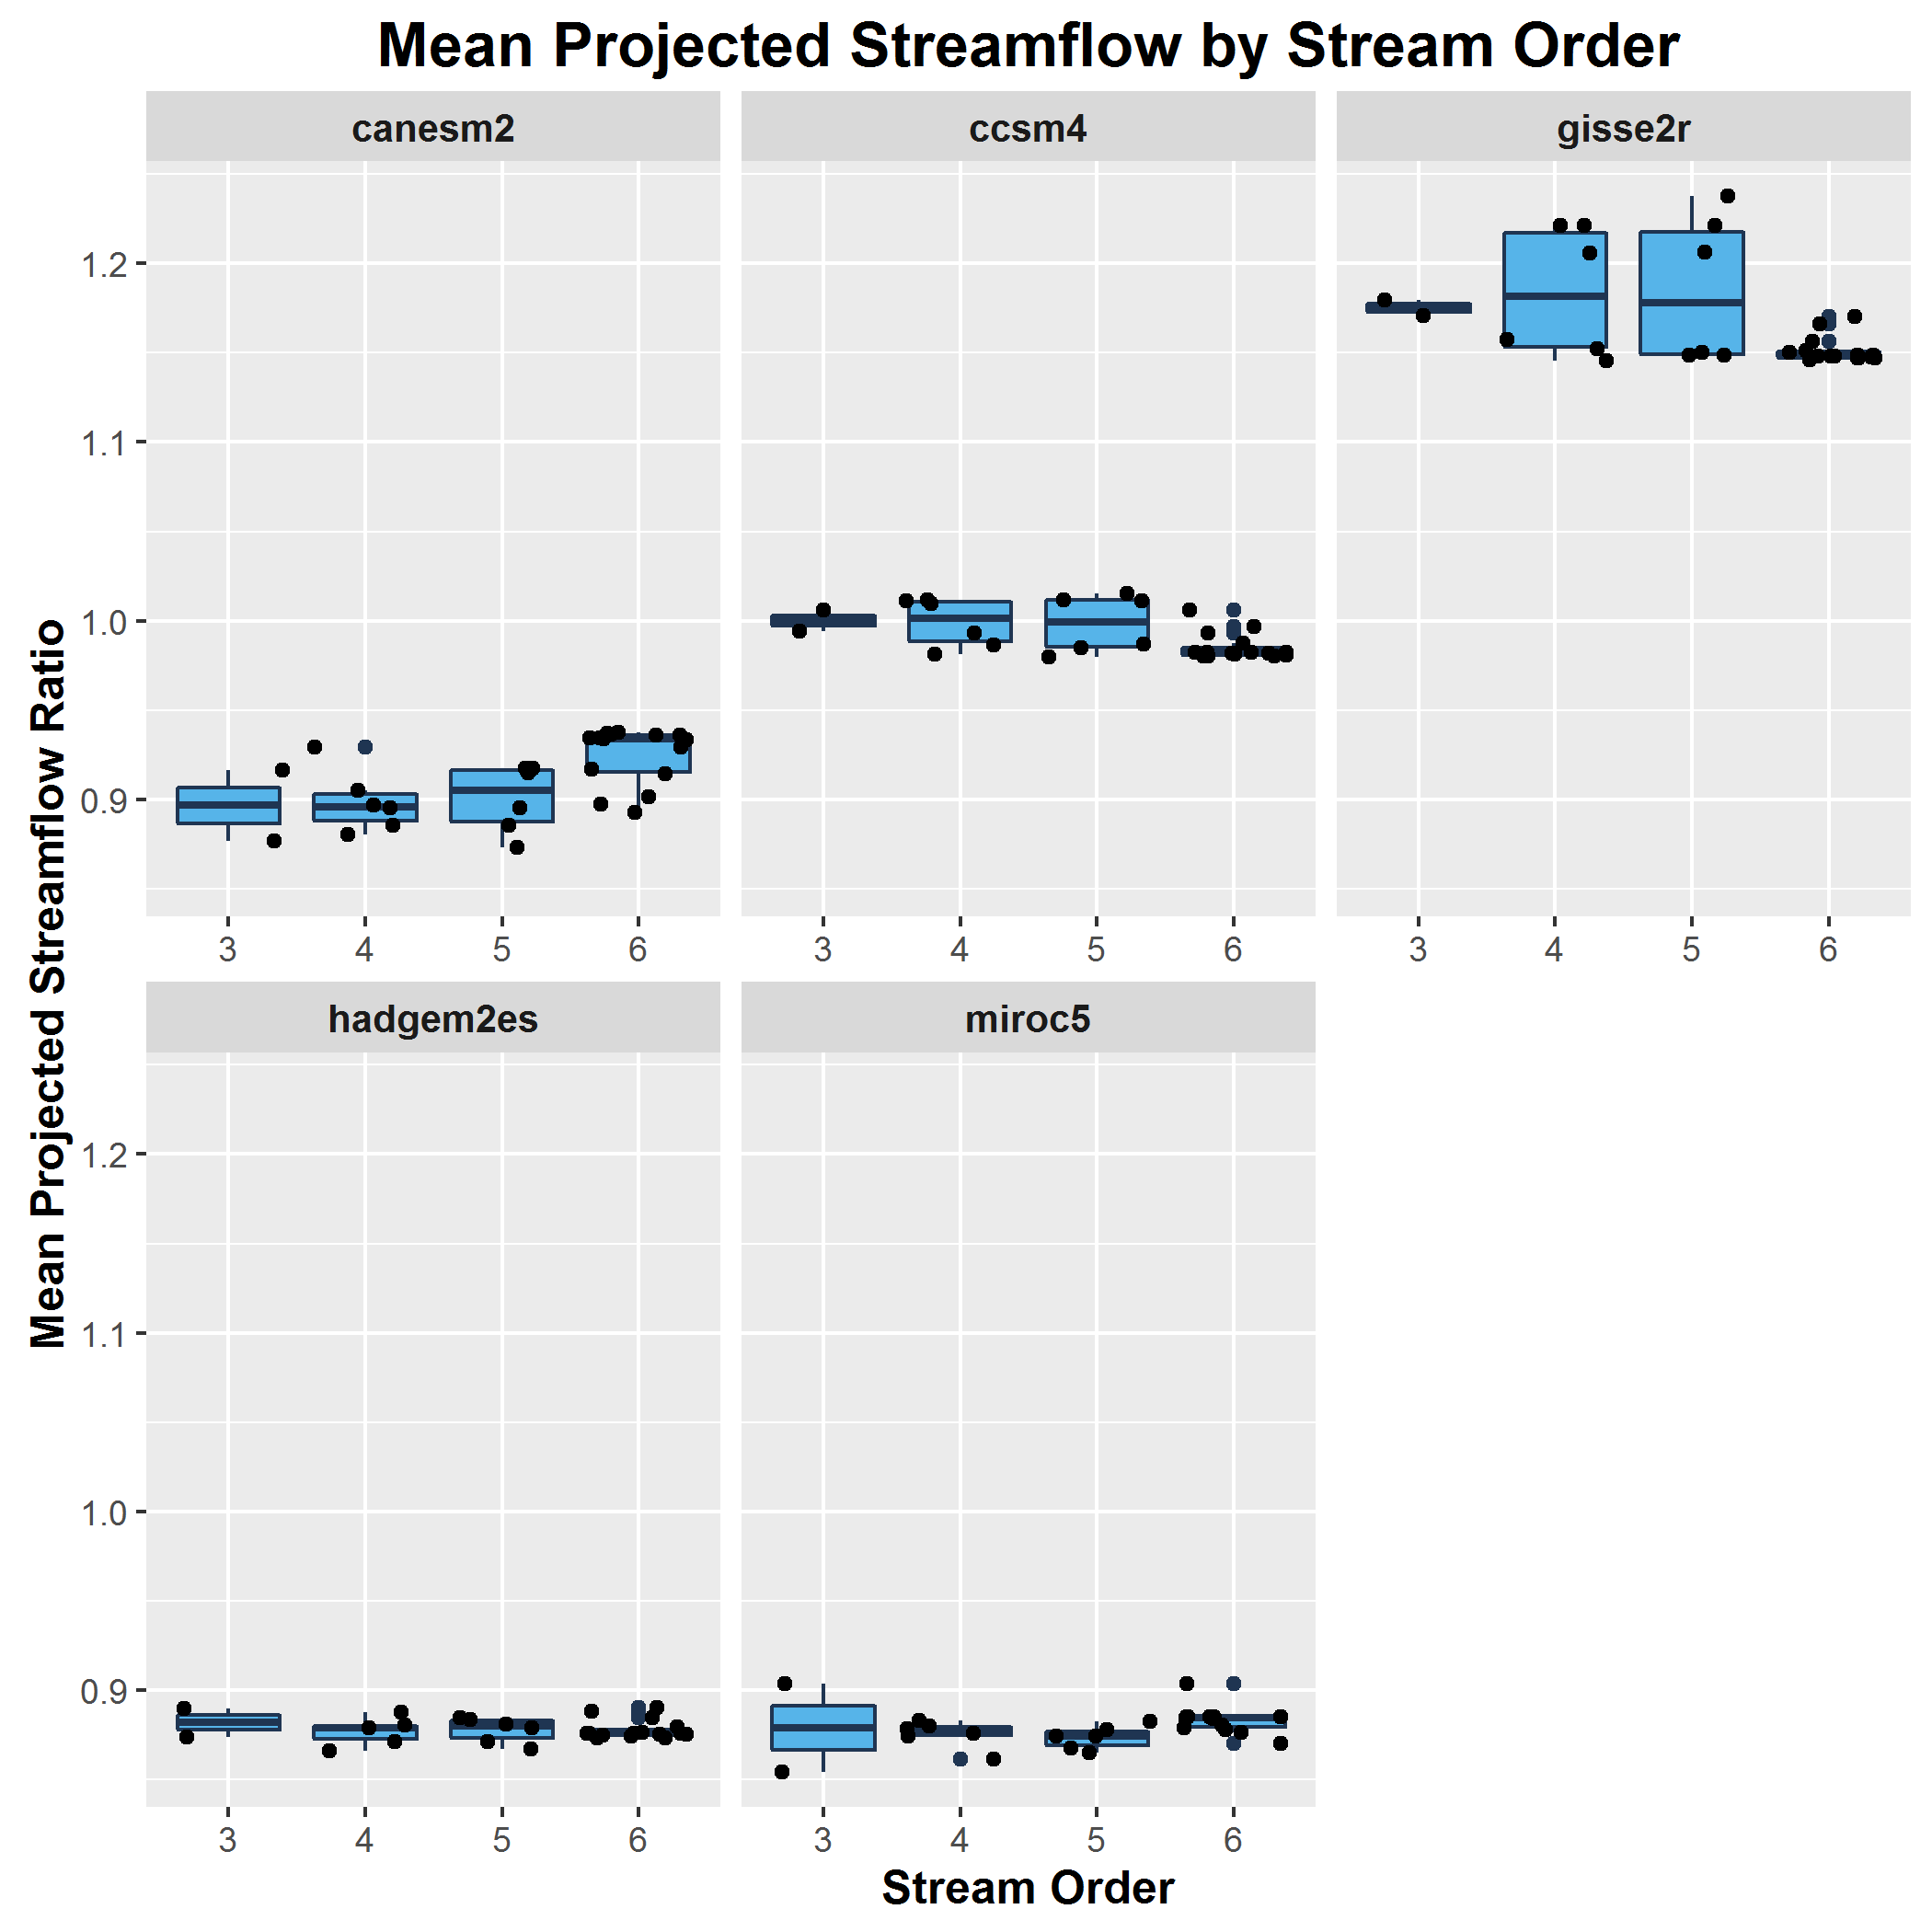 Mean Projected Streamflow by Stream Order
canesm2
ccsm4
gisse2r
1.2
1.1
1.0
0.9
3 4 5 6
3 4 5 6
3 4 5 6
Mean Projected Streamflow Ratio
hadgem2es
miroc5
1.2
1.1
1.0
0.9
3 4 5 6
3 4 5 6
Stream Order